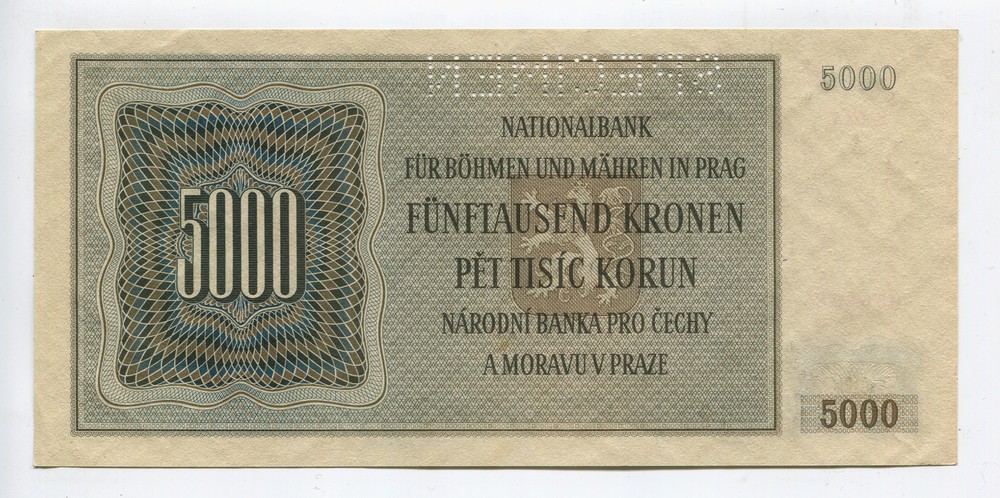 SPECIMEN
5000
NATIONALBANK
FÜR BÖHMEN UND MÄHREN IN PRAG
FÜNFTAUSEND KRONEN
PĚT TISÍC KORUN
NÁRODNÍ BANKA PRO ČECHY
A MORAVU V PRAZE
5000
5000